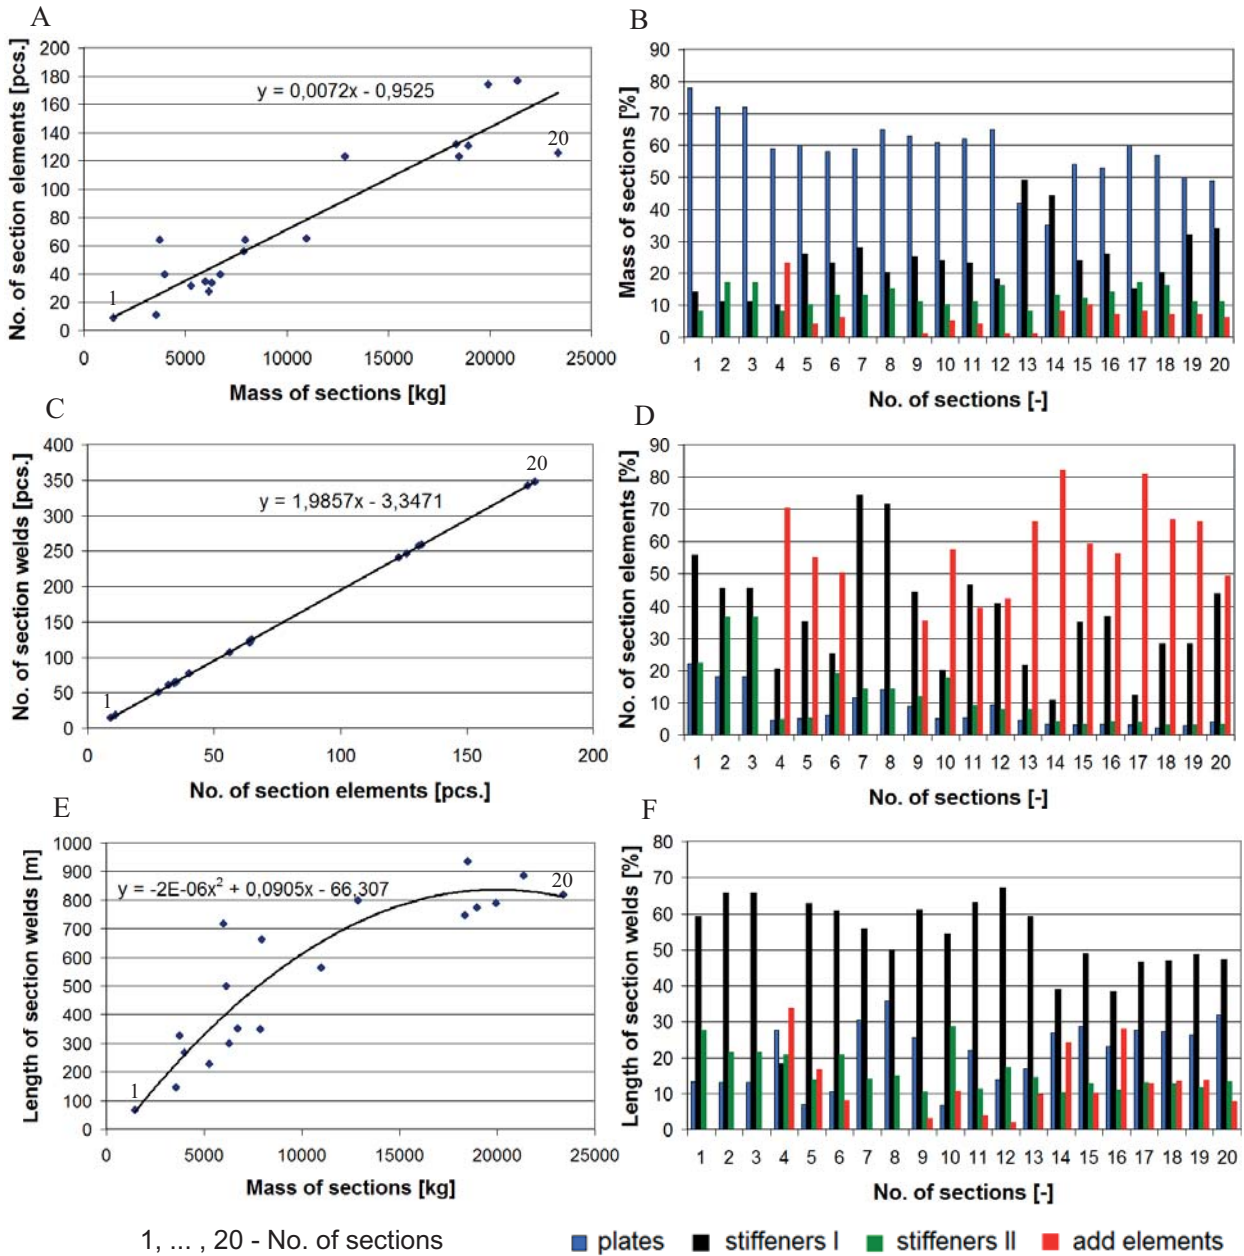 A
No. of section elements [pcs.]
200
180
160
140
120
100
80
60
40
20
0
y = 0,0072x - 0,9525
20
1
0 5000 10000 15000 20000 25000
Mass of sections [kg]
B
Mass of sections [%]
90
80
70
60
50
40
30
20
10
0
1 2 3 4 5 6 7 8 9 10 11 12 13 14 15 16 17 18 19 20
No. of sections [-]
C
No. of section welds [pcs.]
400
350
300
250
200
150
100
50
0
y = 1,9857x - 3,3471
20
1
0 50 100 150 200
No. of section elements [pcs.]
D
No. of section elements [%]
90
80
70
60
50
40
30
20
10
0
1 2 3 4 5 6 7 8 9 10 11 12 13 14 15 16 17 18 19 20
No. of sections [-]
E
Length of section welds [m]
1000
900
800
700
600
500
400
300
200
100
0
y = -2E-06x² + 0,0905x - 66,307
20
1
0 5000 10000 15000 20000 25000
Mass of sections [kg]
F
Length of section welds [%]
80
70
60
50
40
30
20
10
0
1 2 3 4 5 6 7 8 9 10 11 12 13 14 15 16 17 18 19 20
No. of sections [-]
1, ... , 20 - No. of sections
plates stiffeners I stiffeners II add elements